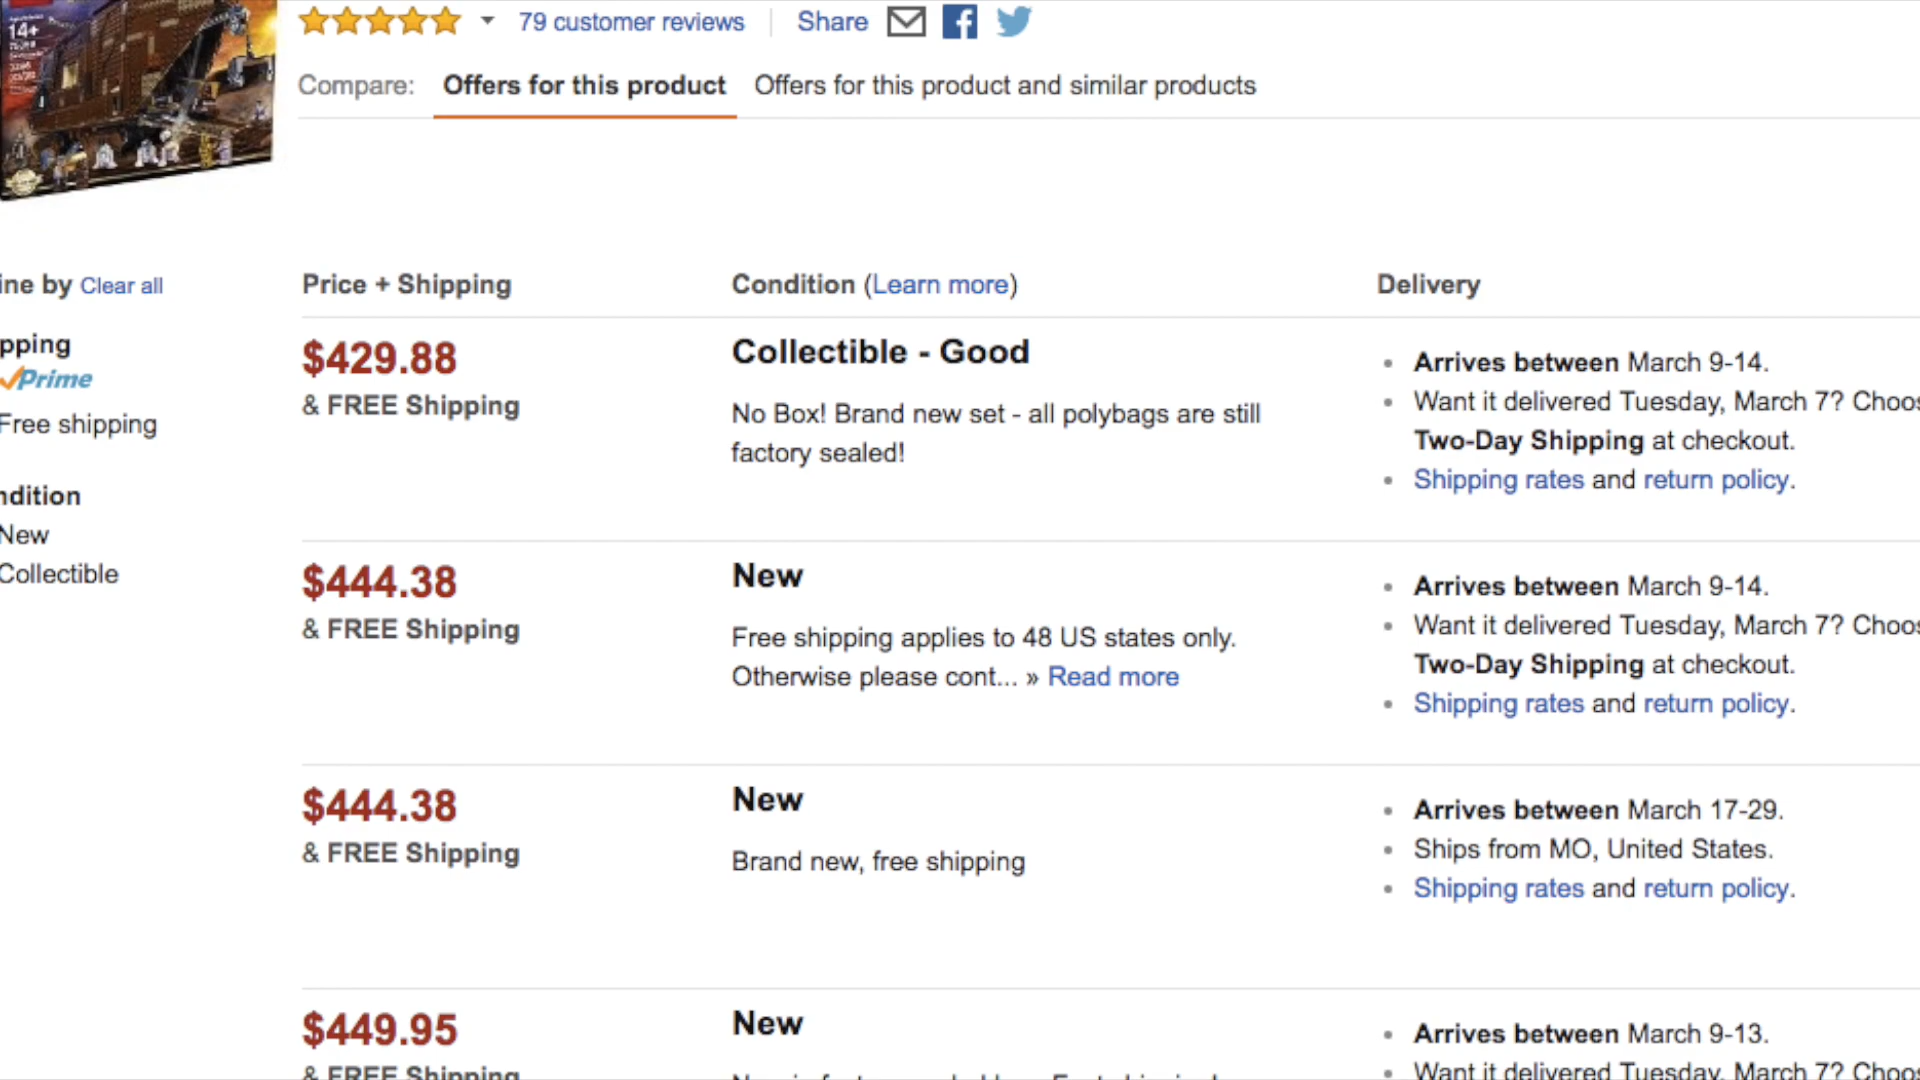 14+
79 customer reviews
Share
Compare: Offers for this product Offers for this product and similar products
ine by Clear all
pping
Prime
Free shipping
ndition
New
Collectible
Price + Shipping Condition (Learn more) Delivery
$429.88
& FREE Shipping
Collectible - Good
No Box! Brand new set - all polybags are still
factory sealed!
Arrives between March 9-14.
Want it delivered Tuesday, March 7? Choos
Two-Day Shipping at checkout.
Shipping rates and return policy.
$444.38
& FREE Shipping
New
Free shipping applies to 48 US states only.
Otherwise please cont... » Read more
Arrives between March 9-14.
Want it delivered Tuesday, March 7? Choos
Two-Day Shipping at checkout.
Shipping rates and return policy.
$444.38
& FREE Shipping
New
Brand new, free shipping
Arrives between March 17-29.
Ships from MO, United States.
Shipping rates and return policy.
$449.95
& FREE Shipping
New
Arrives between March 9-13.
Want it delivered Tuesday, March 7? Choos